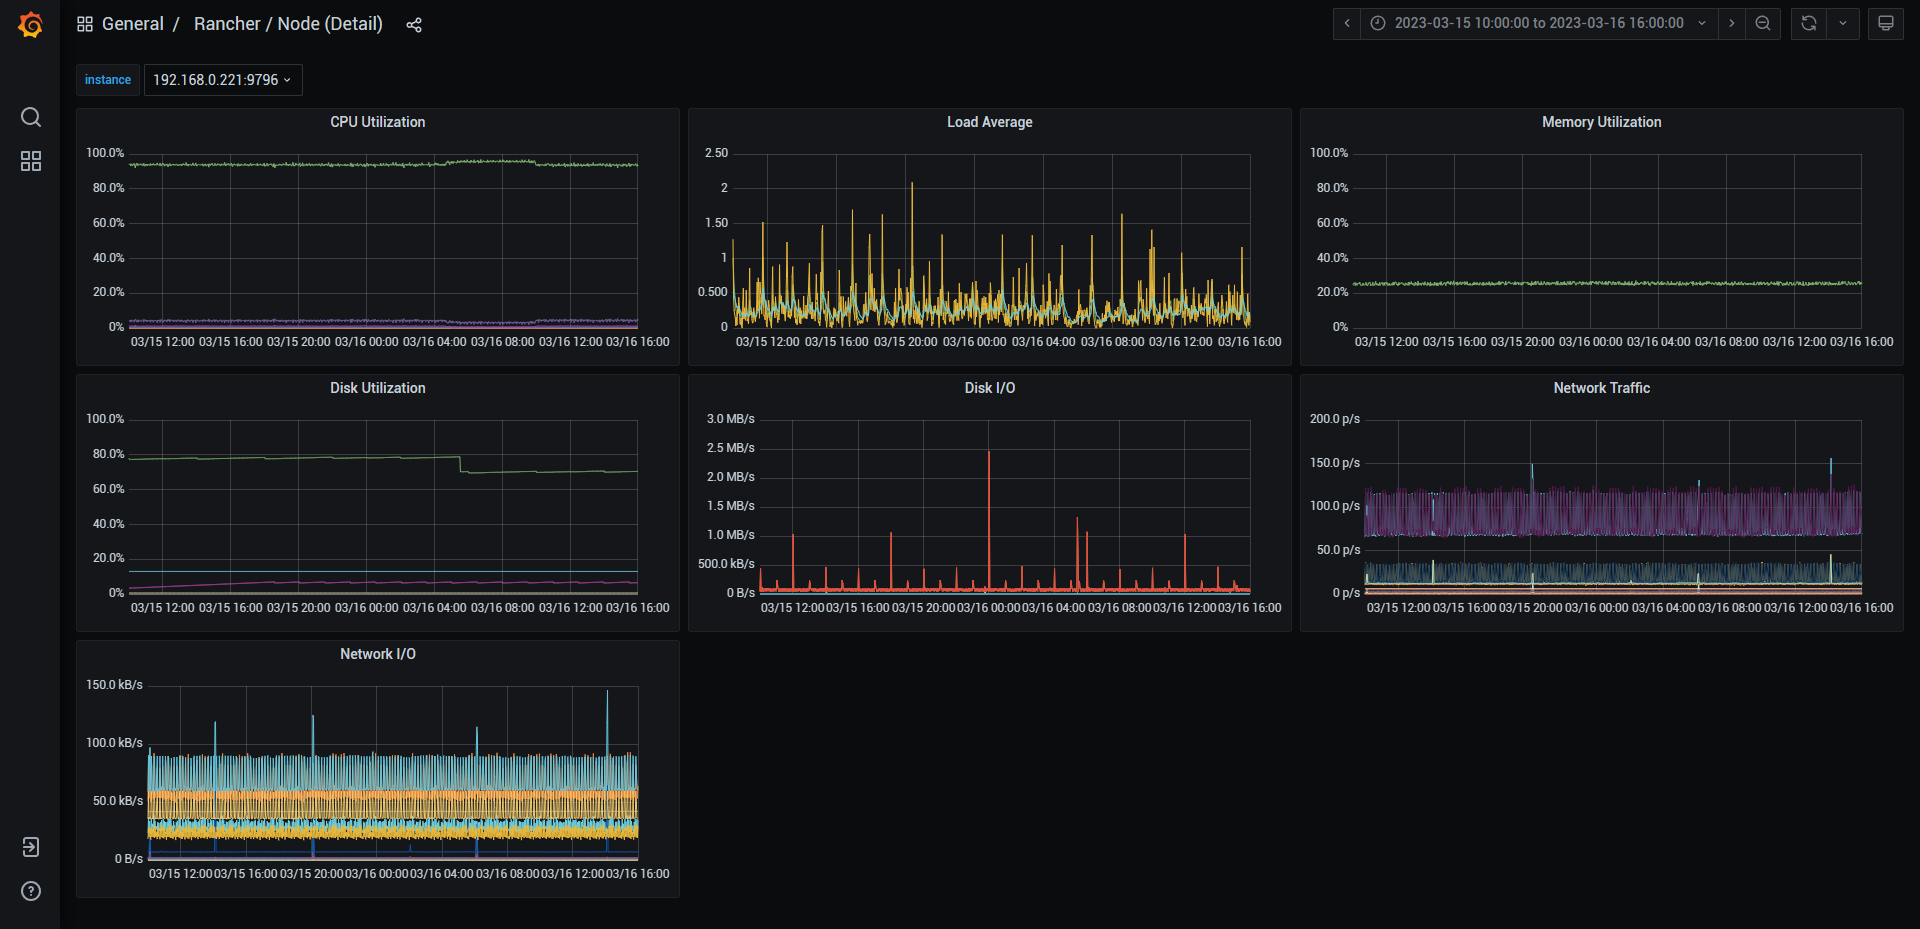 General / Rancher / Node (Detail)
2023-03-15 10:00:00 to 2023-03-16 16:00:00
instance 192.168.0.221:9796
CPU Utilization
100.0%
80.0%
60.0%
40.0%
20.0%
0%
03/15 12:00 03/15 16:00 03/15 20:00 03/16 00:00 03/16 04:00 03/16 08:00 03/16 12:00 03/16 16:00
Load Average
2.50
2
1.50
1
0.500
0
03/15 12:00 03/15 16:00 03/15 20:00 03/16 00:00 03/16 04:00 03/16 08:00 03/16 12:00 03/16 16:00
Memory Utilization
100.0%
80.0%
60.0%
40.0%
20.0%
0%
03/15 12:00 03/15 16:00 03/15 20:00 03/16 00:00 03/16 04:00 03/16 08:00 03/16 12:00 03/16 16:00
Disk Utilization
100.0%
80.0%
60.0%
40.0%
20.0%
0%
03/15 12:00 03/15 16:00 03/15 20:00 03/16 00:00 03/16 04:00 03/16 08:00 03/16 12:00 03/16 16:00
Disk I/O
3.0 MB/s
2.5 MB/s
2.0 MB/s
1.5 MB/s
1.0 MB/s
500.0 kB/s
0 B/s
03/15 12:00 03/15 16:00 03/15 20:00 03/16 00:00 03/16 04:00 03/16 08:00 03/16 12:00 03/16 16:00
Network Traffic
200.0 p/s
150.0 p/s
100.0 p/s
50.0 p/s
0 p/s
03/15 12:00 03/15 16:00 03/15 20:00 03/16 00:00 03/16 04:00 03/16 08:00 03/16 12:00 03/16 16:00
Network I/O
150.0 kB/s
100.0 kB/s
50.0 kB/s
0 B/s
03/15 12:00 03/15 16:00 03/15 20:00 03/16 00:00 03/16 04:00 03/16 08:00 03/16 12:00 03/16 16:00